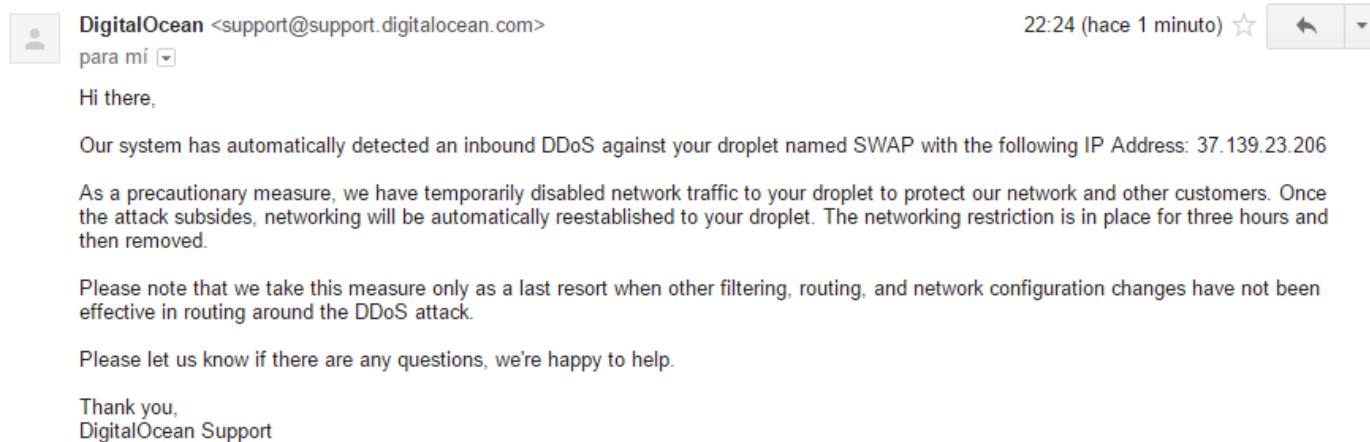 DigitalOcean <support@support.digitalocean.com> 22:24 (hace 1 minuto)
para mí
Hi there,
Our system has automatically detected an inbound DDoS against your droplet named SWAP with the following IP Address: 37.139.23.206
As a precautionary measure, we have temporarily disabled network traffic to your droplet to protect our network and other customers. Once
the attack subsides, networking will be automatically reestablished to your droplet. The networking restriction is in place for three hours and
then removed.
Please note that we take this measure only as a last resort when other filtering, routing, and network configuration changes have not been
effective in routing around the DDoS attack.
Please let us know if there are any questions, we're happy to help.
Thank you,
DigitalOcean Support